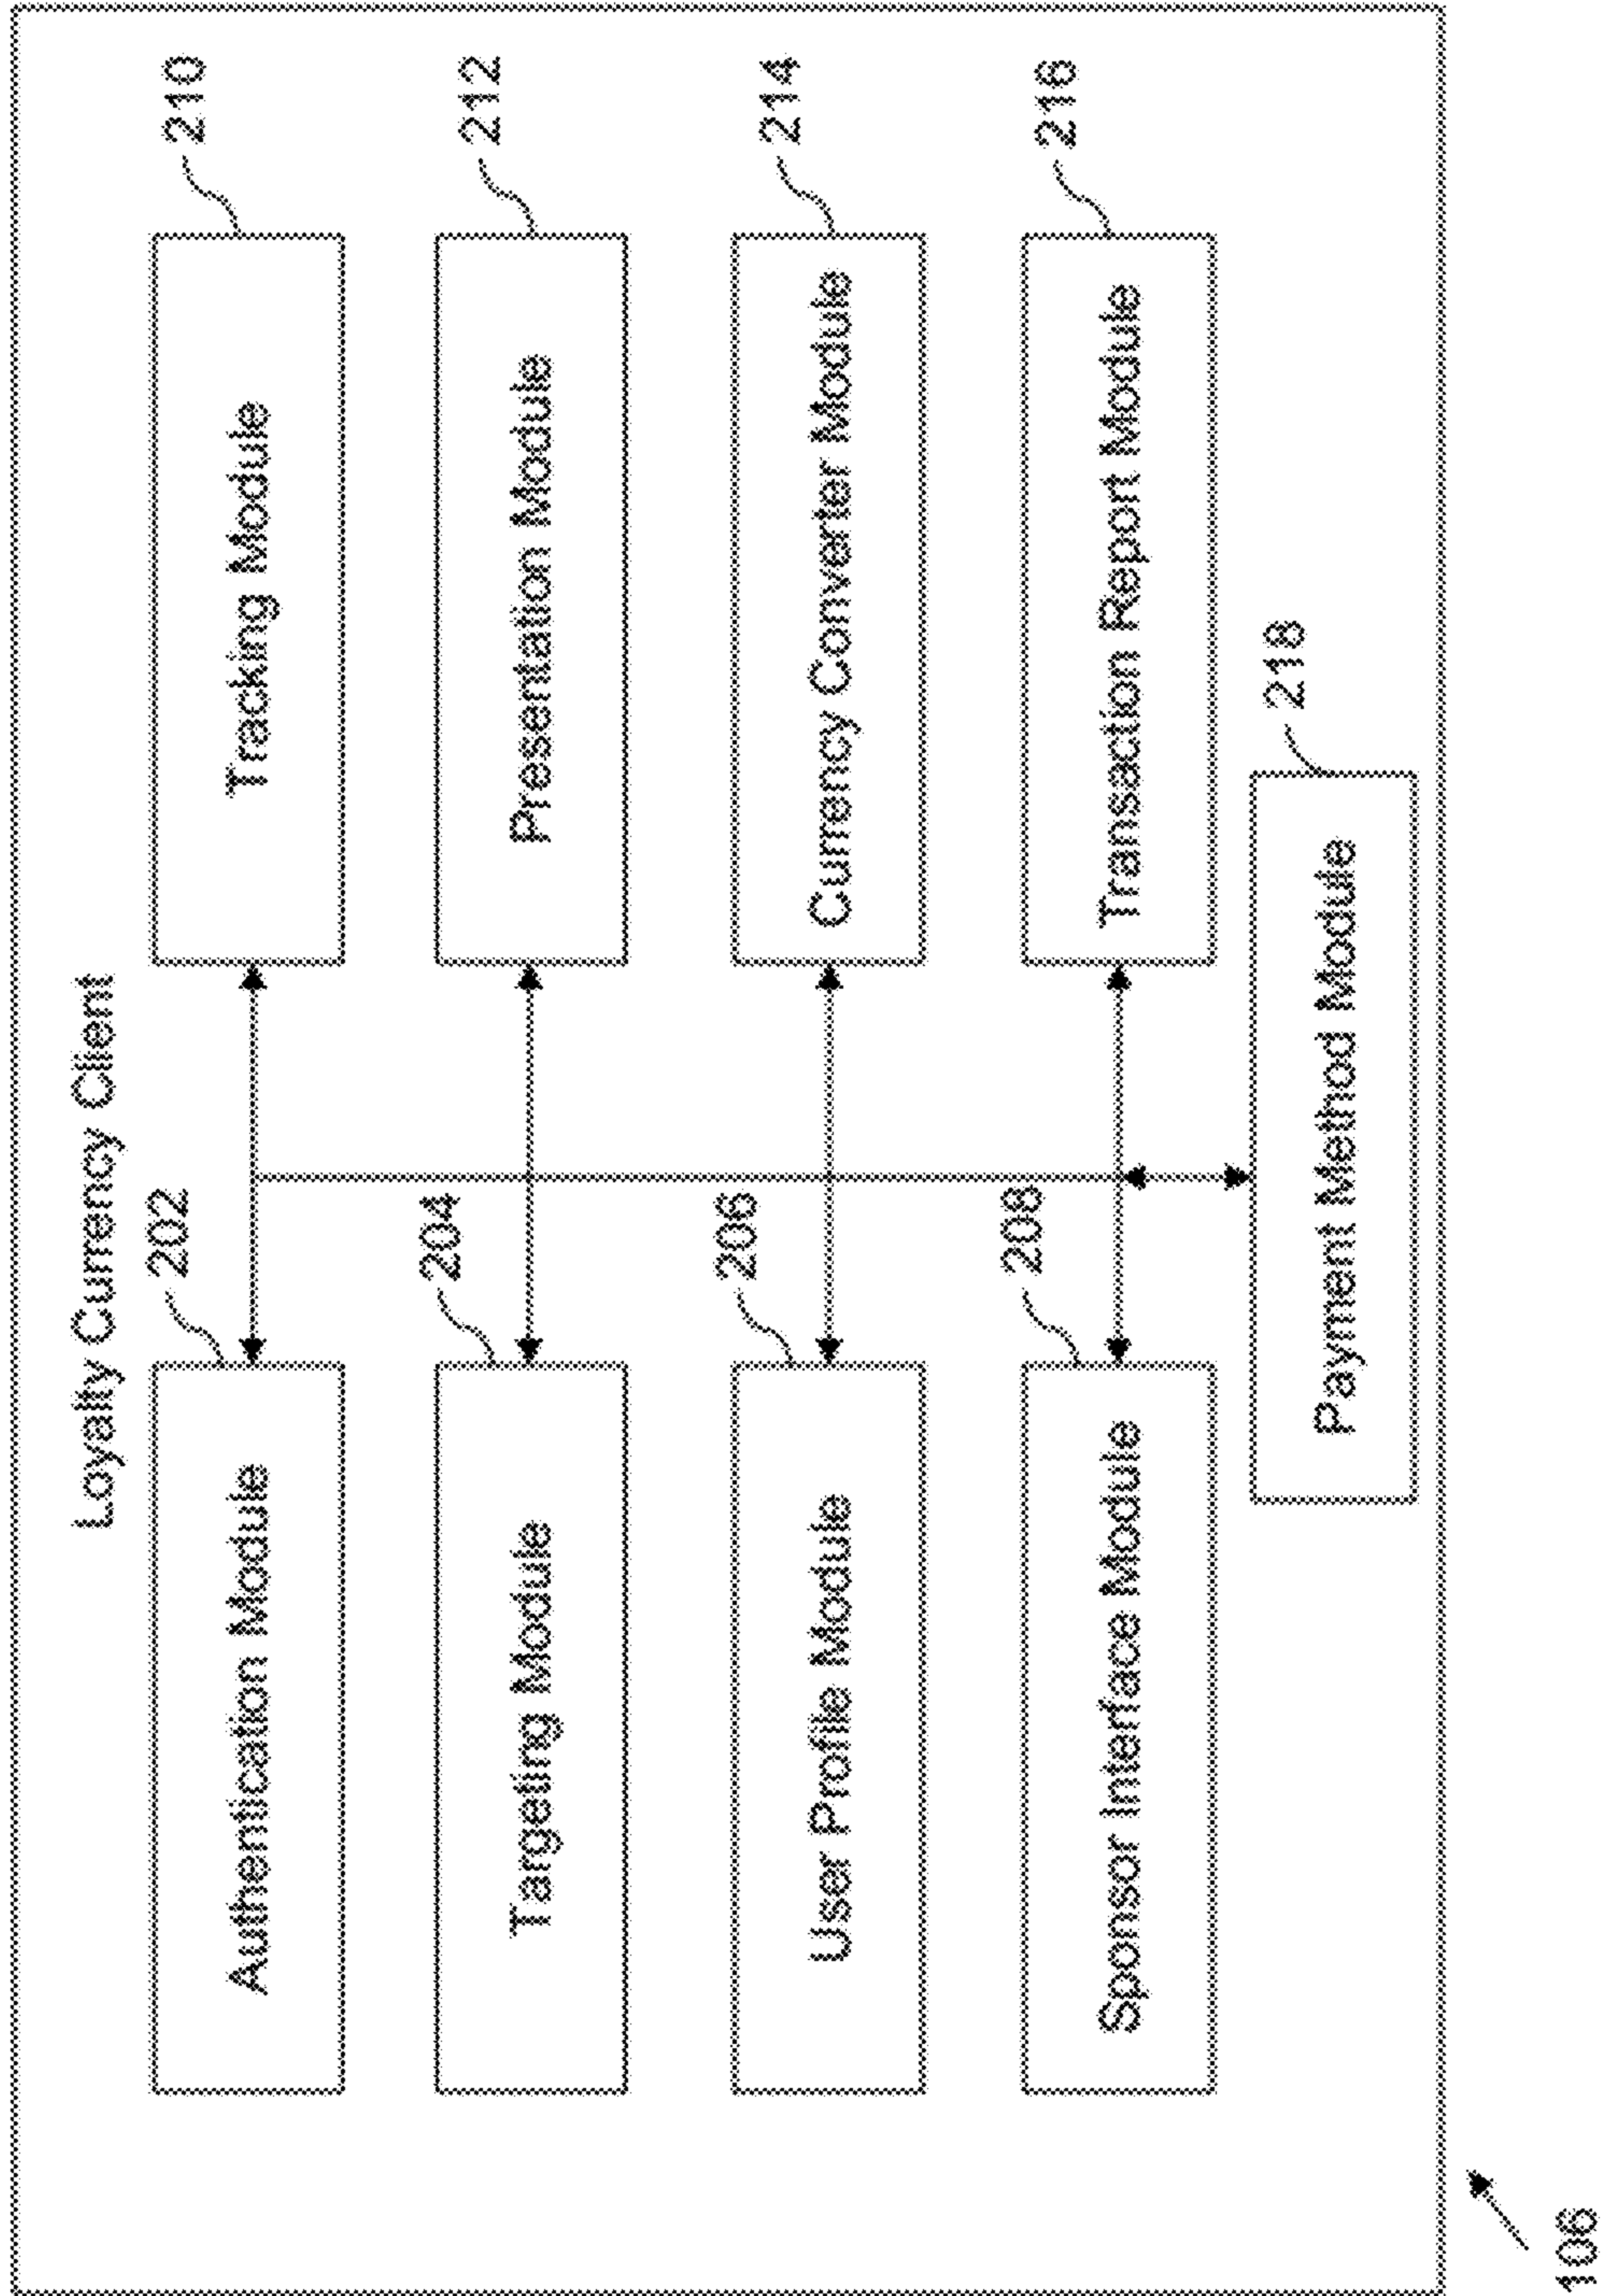 Loyalty Currency Client
202
210
Authentication Module
Tracking Module
204
212
Targeting Module
Presentation Module
206
214
User Profile Module
Currency Converter Module
208
216
Sponsor Interface Module
Transaction Report Module
218
Payment Method Module
106